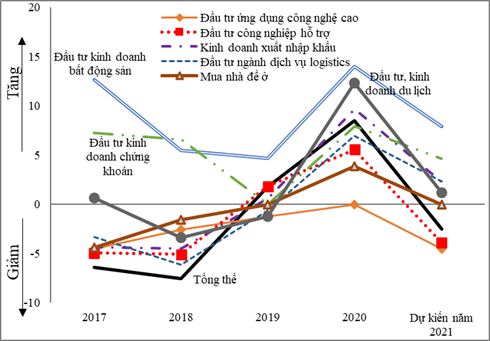 20
15
10
5
0
-5
-10
Tăng
Giảm
Đầu tư ứng dụng công nghệ cao
Đầu tư công nghiệp hỗ trợ
Kinh doanh xuất nhập khẩu
Đầu tư ngành dịch vụ logistics
Mua nhà để ở
Đầu tư kinh doanh
bất động sản
Đầu tư, kinh
doanh du lịch
Đầu tư kinh
doanh chứng
khoán
Tổng thể
2017
2018
2019
2020
Dự kiến năm
2021